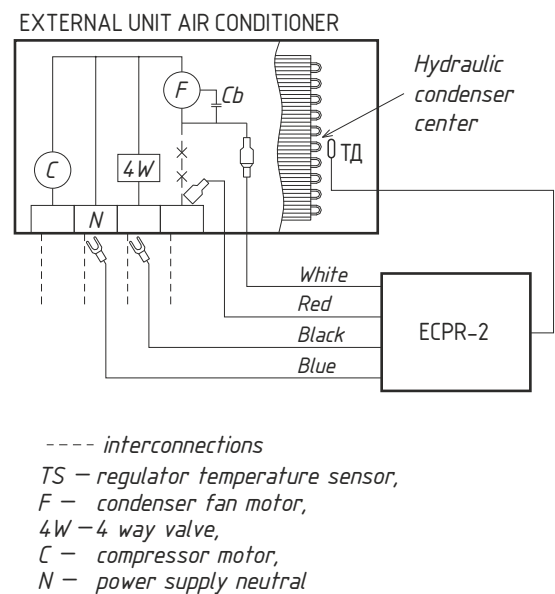 EXTERNAL UNIT AIR CONDITIONER
Hydraulic
condenser
center
F
Cb
C
4W
ТД
N
White
Red
Black
Blue
ECPR-2
---- interconnections
TS – regulator temperature sensor,
F – condenser fan motor,
4W – 4 way valve,
C – compressor motor,
N – power supply neutral